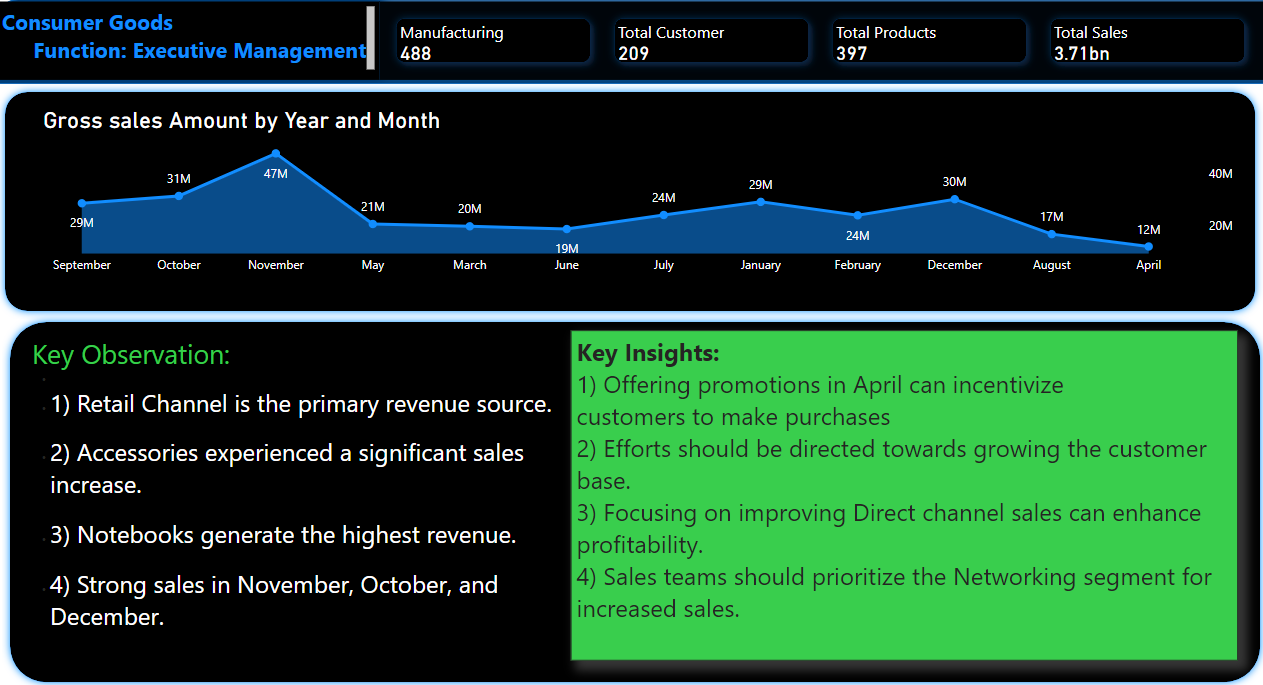 Consumer Goods
Function: Executive Management
Manufacturing
488
Total Customer
209
Total Products
397
Total Sales
3.71bn
Gross sales Amount by Year and Month
29M
31M
47M
21M
20M
19M
24M
29M
24M
30M
17M
12M
40M
20M
September
October
November
May
March
June
July
January
February
December
August
April
Key Observation:
1) Retail Channel is the primary revenue source.
2) Accessories experienced a significant sales
increase.
3) Notebooks generate the highest revenue.
4) Strong sales in November, October, and
December.
Key Insights:
1) Offering promotions in April can incentivize
customers to make purchases
2) Efforts should be directed towards growing the customer
base.
3) Focusing on improving Direct channel sales can enhance
profitability.
4) Sales teams should prioritize the Networking segment for
increased sales.